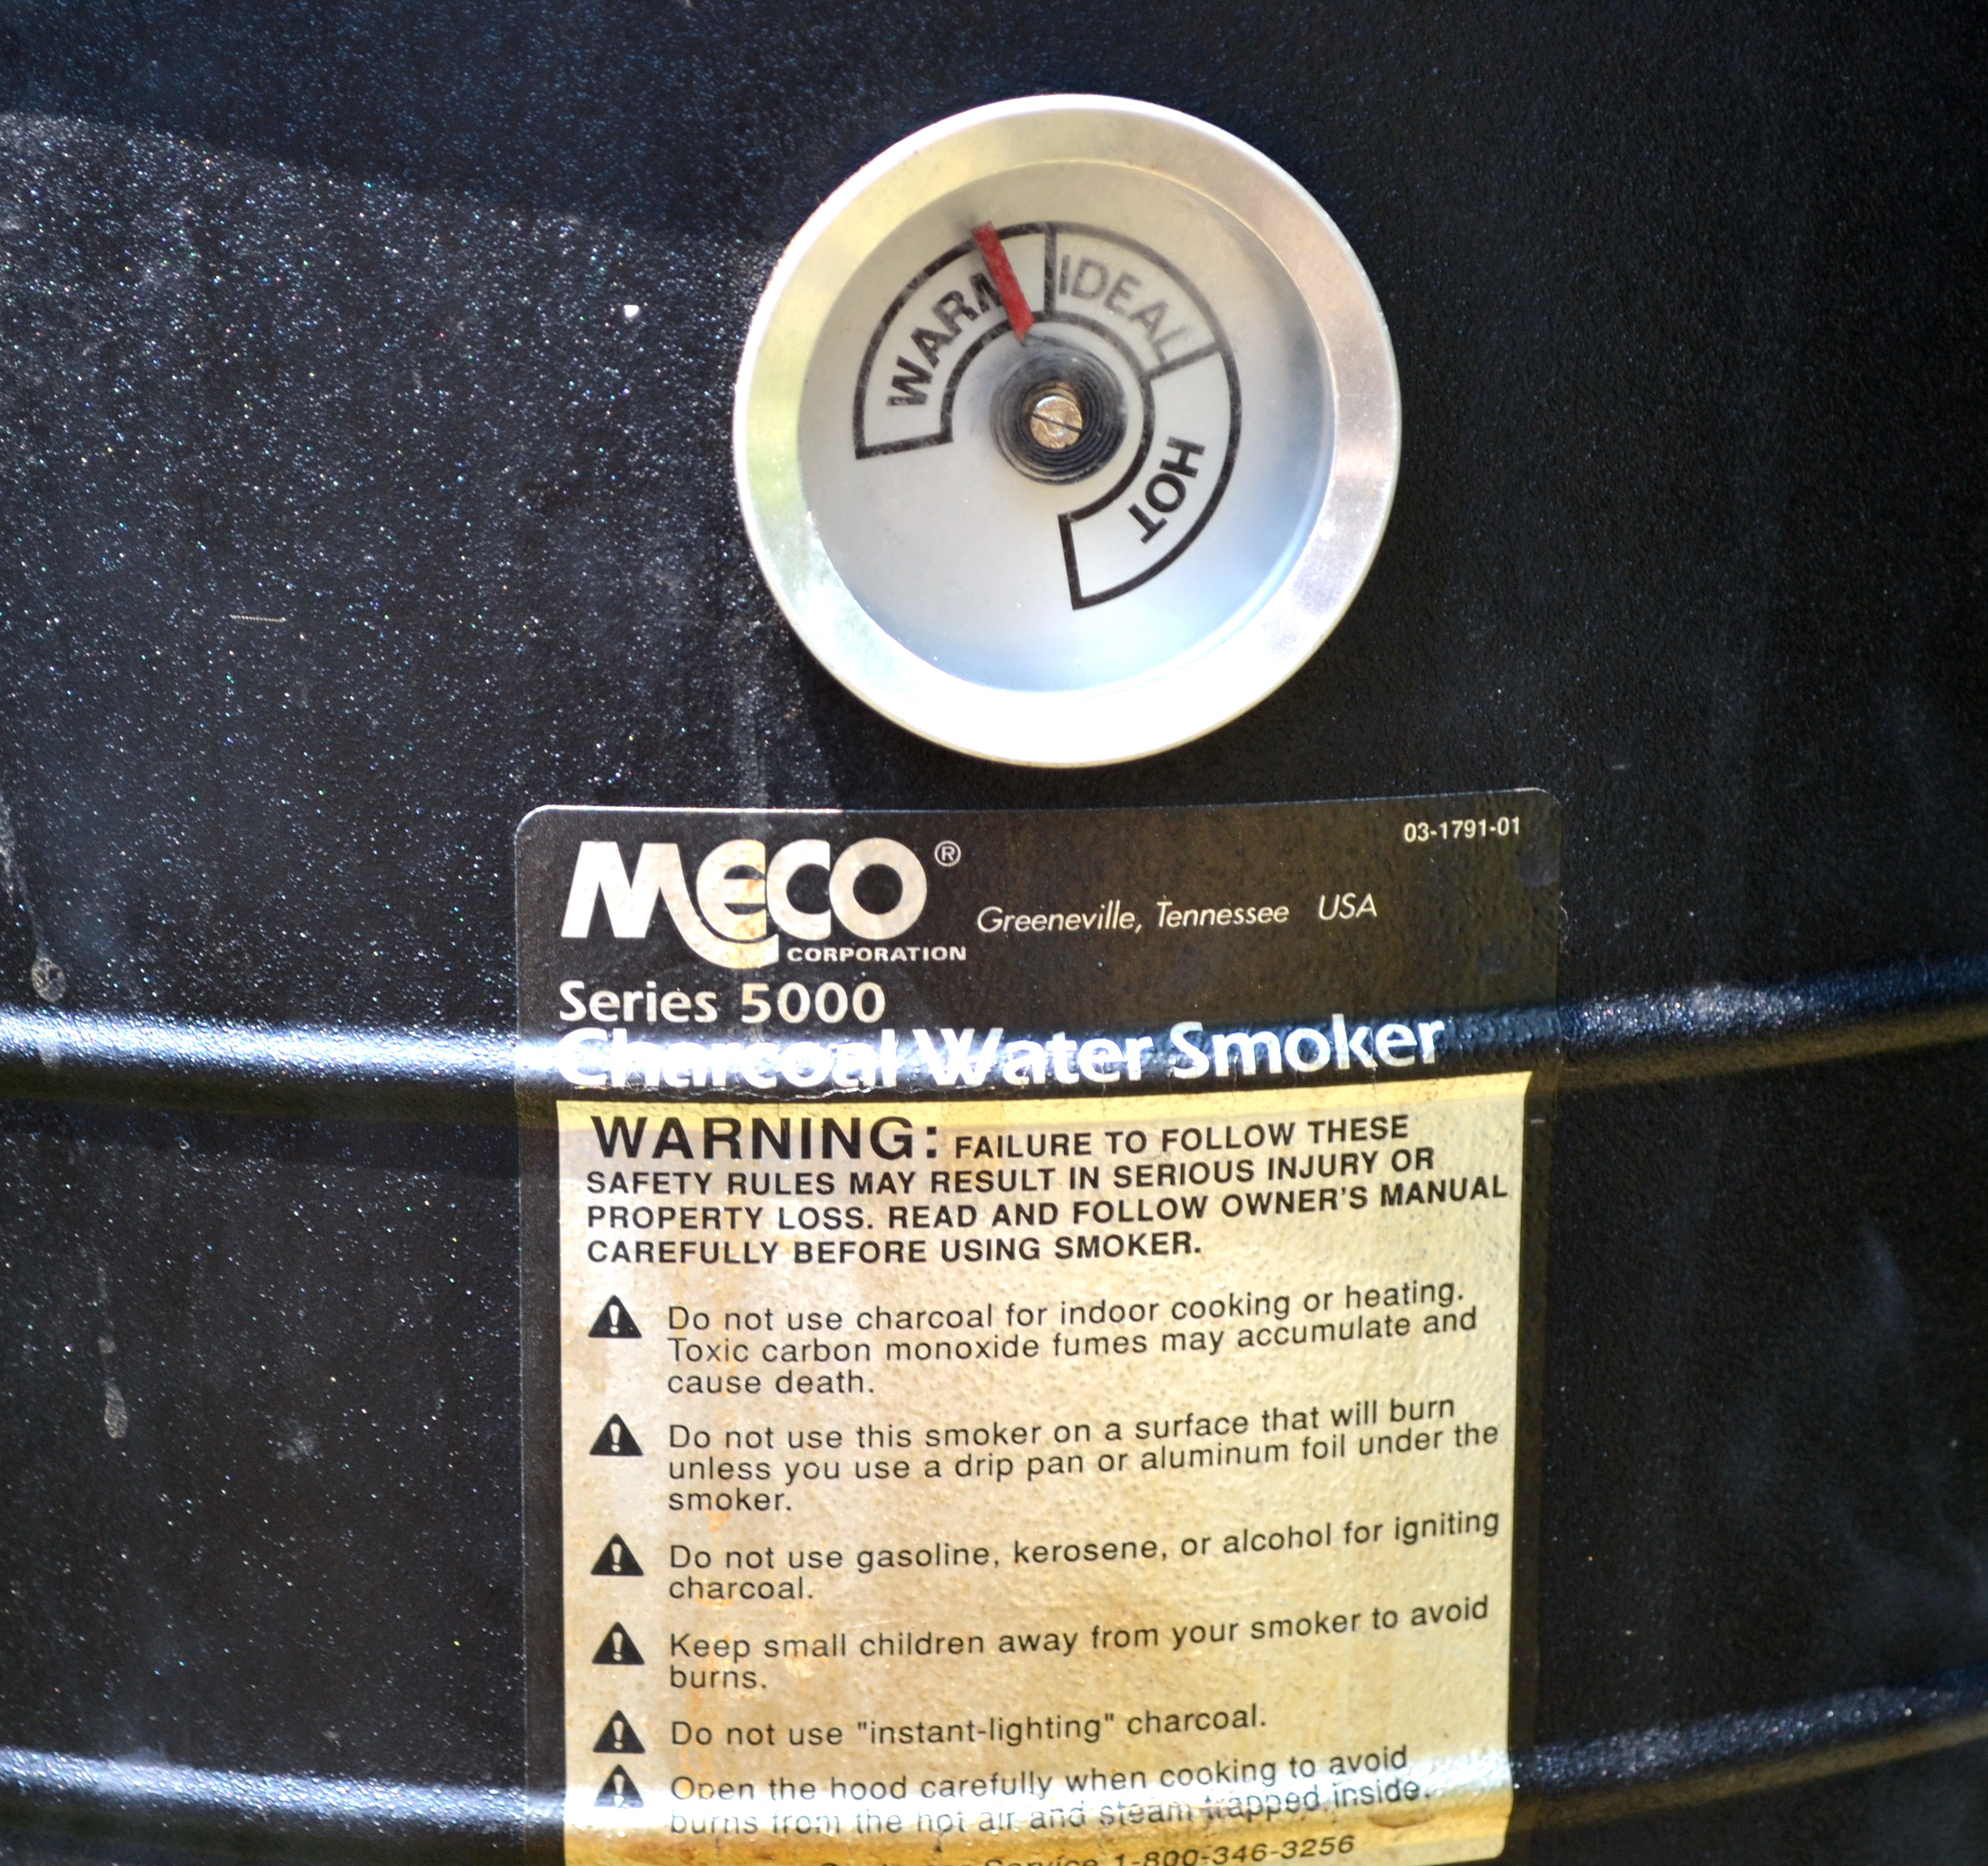 WARM IDEAL HOT
03-1791-01
MECO®
CORPORATION
Greeneville, Tennessee USA
Series 5000
Charcoal Water Smoker
WARNING: FAILURE TO FOLLOW THESE
SAFETY RULES MAY RESULT IN SERIOUS INJURY OR
PROPERTY LOSS. READ AND FOLLOW OWNER'S MANUAL
CAREFULLY BEFORE USING SMOKER.
Do not use charcoal for indoor cooking or heating.
Toxic carbon monoxide fumes may accumulate and
cause death.
Do not use this smoker on a surface that will burn
unless you use a drip pan or aluminum foil under the
smoker.
Do not use gasoline, kerosene, or alcohol for igniting
charcoal.
Keep small children away from your smoker to avoid
burns.
Do not use "instant-lighting" charcoal.
Open the hood carefully when cooking to avoid
burns from the hot air and steam trapped inside.
Service 1-800-346-3256